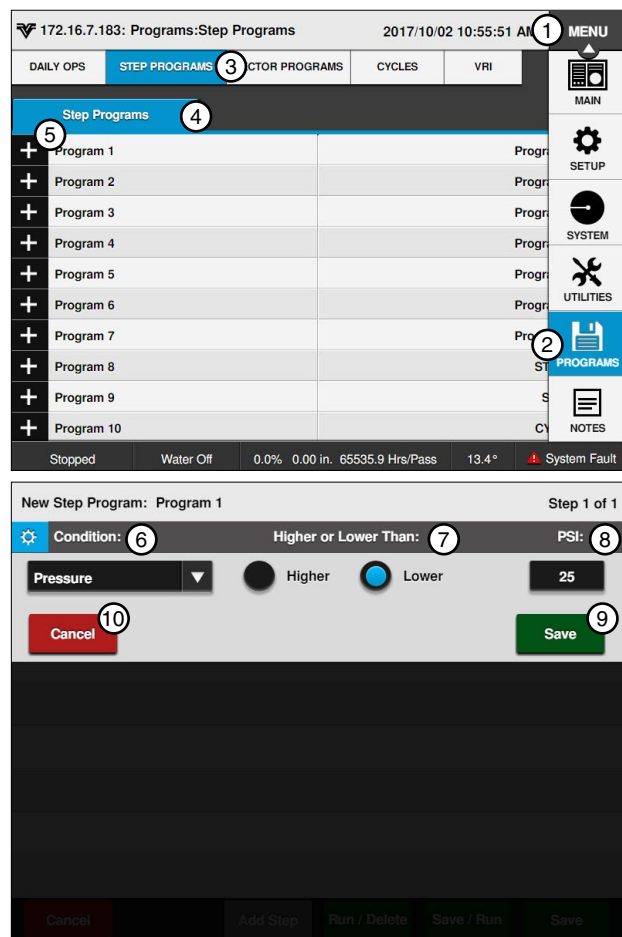 172.16.7.183: Programs:Step Programs 2017/10/02 10:55:51 AM 1 MENU
DAILY OPS STEP PROGRAMS 3 CTOR PROGRAMS CYCLES VRI
MAIN
Step Programs 4
5
+ Program 1 Progr
SETUP
+ Program 2 Progr
+ Program 3 Progr
SYSTEM
+ Program 4 Progr
+ Program 5 Progr
UTILITIES
+ Program 6 Progr
+ Program 7 Pro
2
PROGRAMS
+ Program 8 ST
+ Program 9 S
+ Program 10 CY
NOTES
Stopped Water Off 0.0% 0.00 in. 65535.9 Hrs/Pass 13.4° System Fault
New Step Program: Program 1 Step 1 of 1
Condition: 6 Higher or Lower Than: 7 PSI: 8
Pressure Higher Lower 25
10 9
Cancel Save
Cancel Add Step Run / Delete Save / Run Save